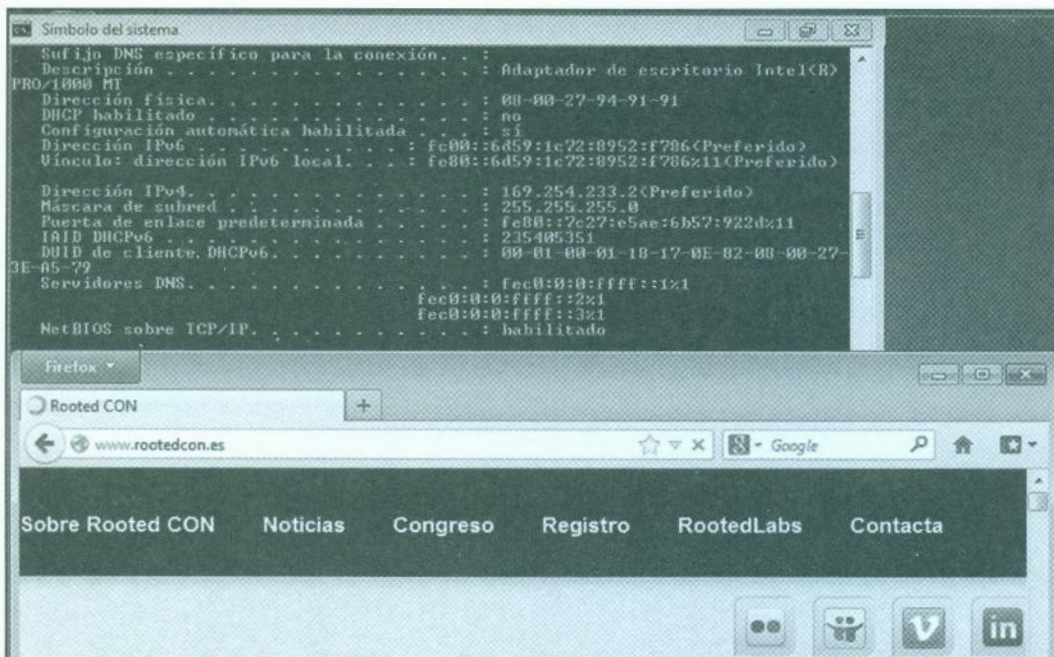 Símbolo del sistema
Sufijo DNS específico para la conexión. . :
Descripción . . . . . . . . . . . . . . . : Adaptador de escritorio Intel(R)
PRO/1000 MT
Dirección física. . . . . . . . . . . . . : 08-00-27-94-91-91
DHCP habilitado . . . . . . . . . . . . . : no
Configuración automática habilitada . . . : sí
Dirección IPv6 . . . . . . . . . . : fc00::6d59:1c72:8952:f786(Preferido)
Vínculo: dirección IPv6 local. . . : fe80::6d59:1c72:8952:f786%11(Preferido)
Dirección IPv4. . . . . . . . . . . . . . : 169.254.233.2(Preferido)
Máscara de subred . . . . . . . . . . . . : 255.255.255.0
Puerta de enlace predeterminada . . . . . : fe80::7c27:e5ae:6b57:922d%11
IAID DHCPv6 . . . . . . . . . . . . . . . : 235405351
DUID de cliente DHCPv6. . . . . . . . . . : 00-01-00-01-18-17-0E-82-08-00-27-
3E-A5-79
Servidores DNS. . . . . . . . . . . . . . : fec0:0:0:ffff::1%1
fec0:0:0:ffff::2%1
fec0:0:0:ffff::3%1
NetBIOS sobre TCP/IP. . . . . . . . . . . : habilitado
Firefox
Rooted CON
www.rootedcon.es
Google
Sobre Rooted CON Noticias Congreso Registro RootedLabs Contacta
in